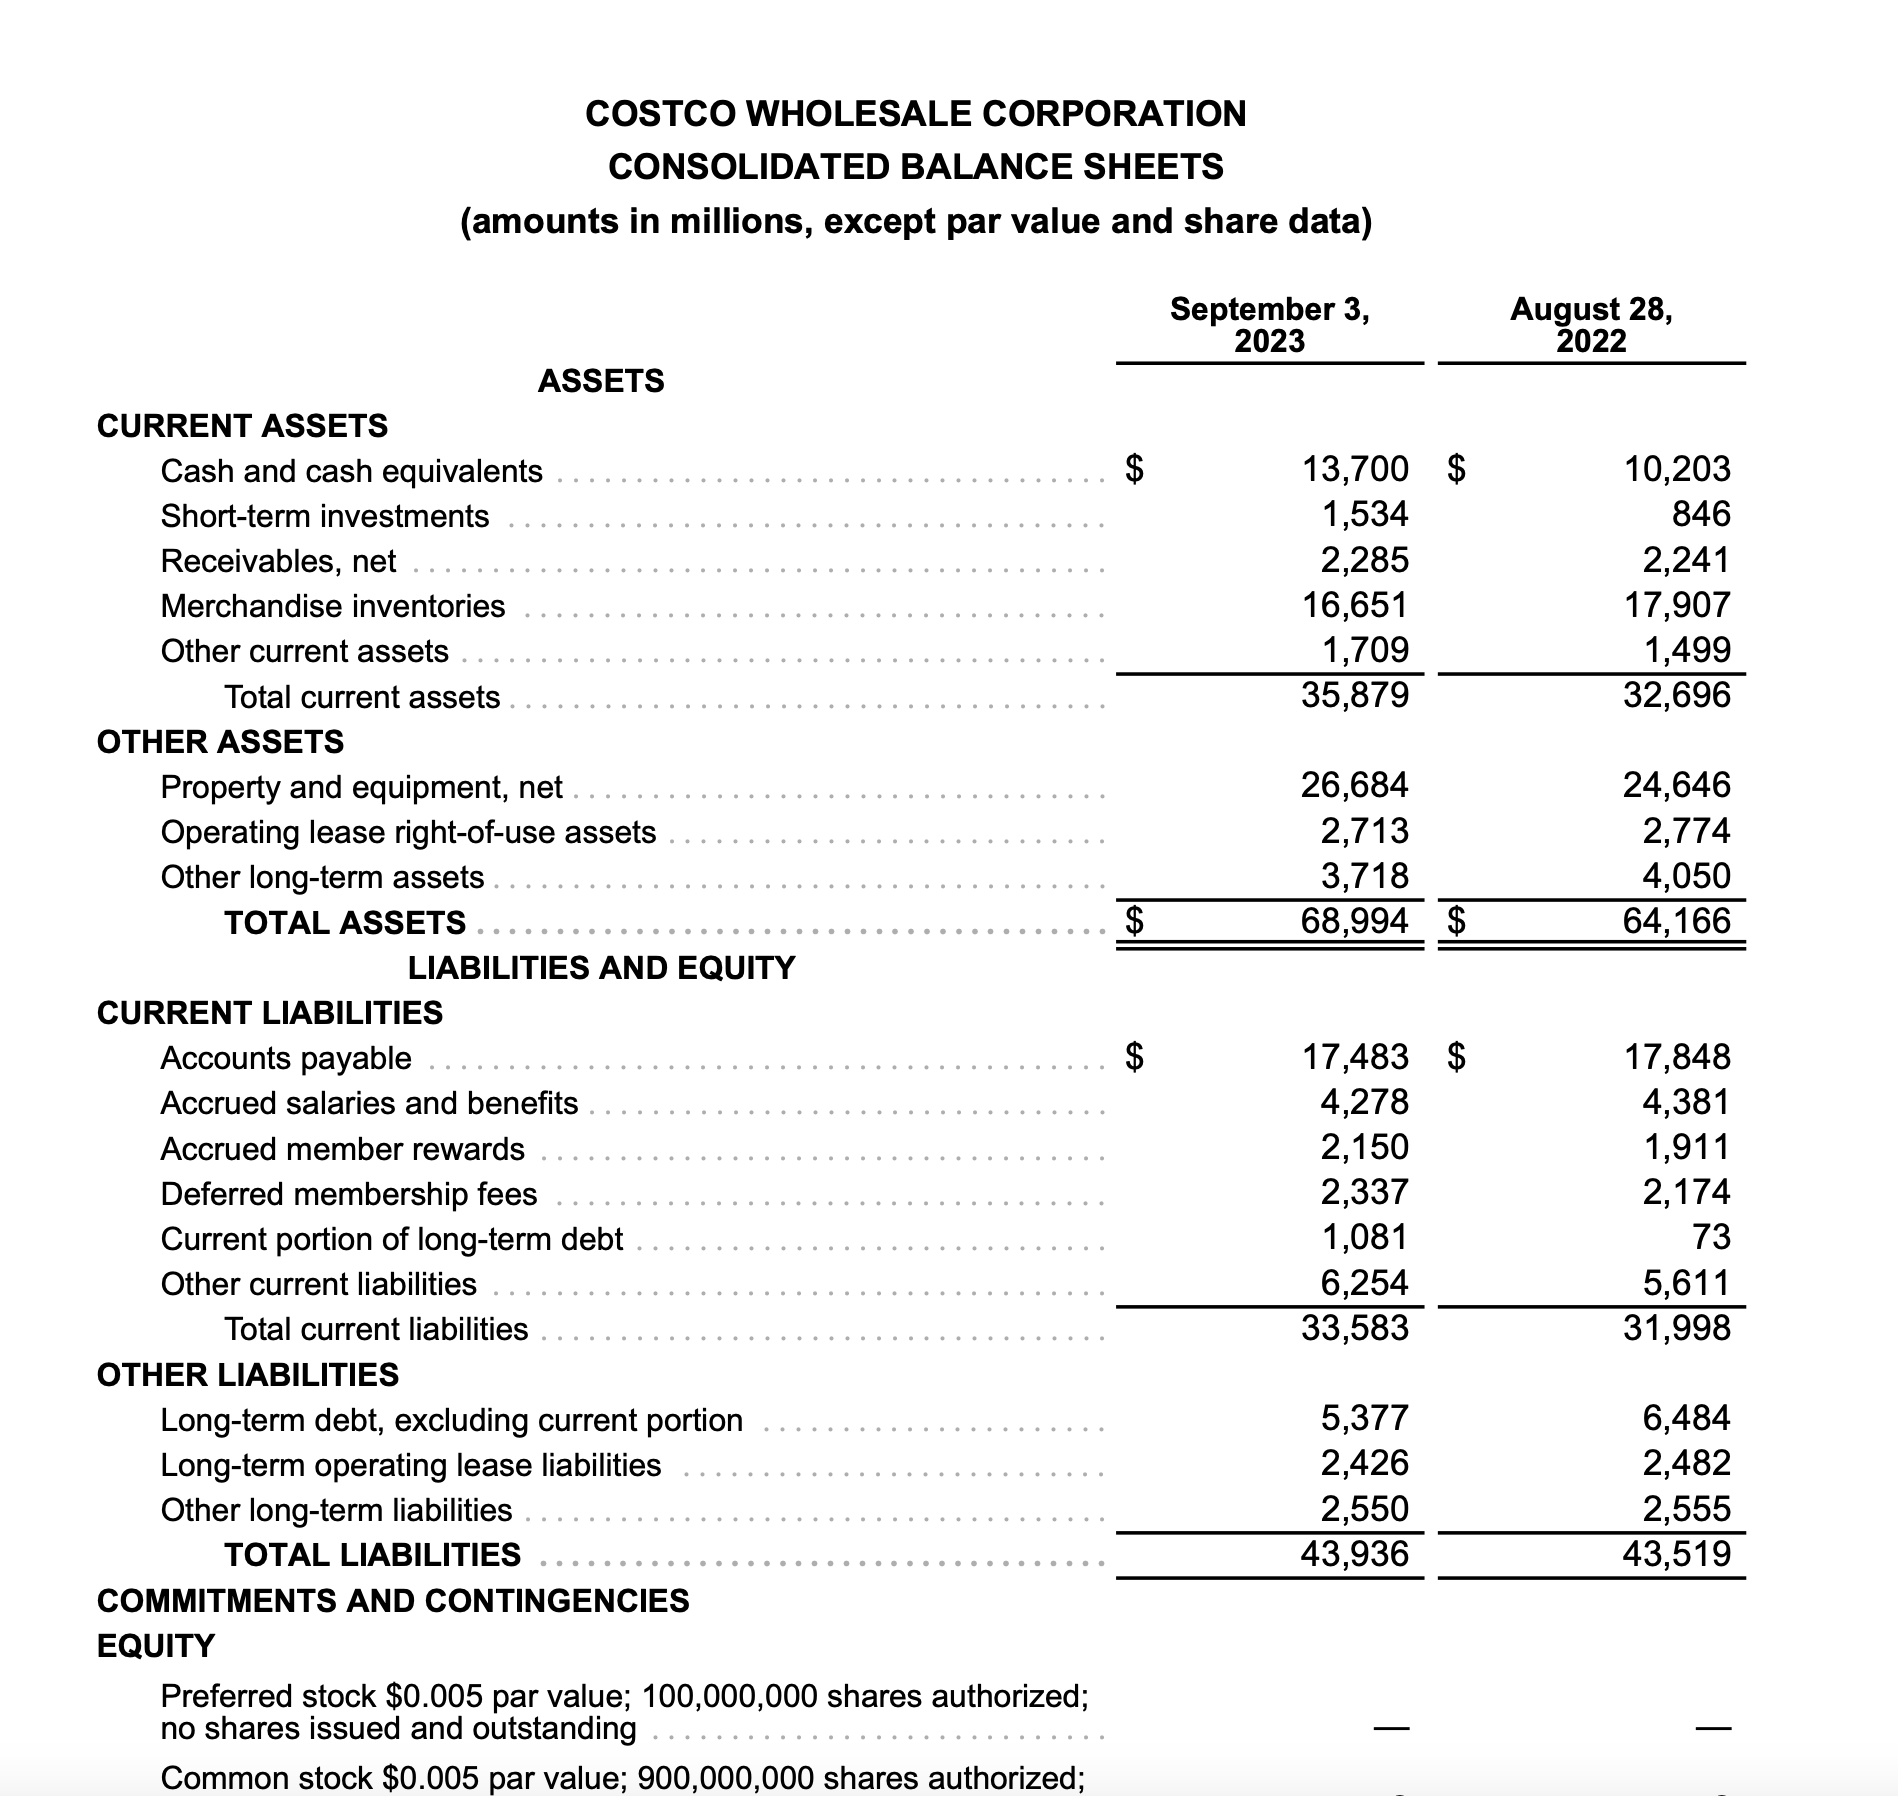 COSTCO WHOLESALE CORPORATION
CONSOLIDATED BALANCE SHEETS
(amounts in millions, except par value and share data)
September 3, 2023 August 28, 2022
ASSETS
CURRENT ASSETS
Cash and cash equivalents $ 13,700 $ 10,203
Short-term investments 1,534 846
Receivables, net 2,285 2,241
Merchandise inventories 16,651 17,907
Other current assets 1,709 1,499
Total current assets 35,879 32,696
OTHER ASSETS
Property and equipment, net 26,684 24,646
Operating lease right-of-use assets 2,713 2,774
Other long-term assets 3,718 4,050
TOTAL ASSETS $ 68,994 $ 64,166
LIABILITIES AND EQUITY
CURRENT LIABILITIES
Accounts payable $ 17,483 $ 17,848
Accrued salaries and benefits 4,278 4,381
Accrued member rewards 2,150 1,911
Deferred membership fees 2,337 2,174
Current portion of long-term debt 1,081 73
Other current liabilities 6,254 5,611
Total current liabilities 33,583 31,998
OTHER LIABILITIES
Long-term debt, excluding current portion 5,377 6,484
Long-term operating lease liabilities 2,426 2,482
Other long-term liabilities 2,550 2,555
TOTAL LIABILITIES 43,936 43,519
COMMITMENTS AND CONTINGENCIES
EQUITY
Preferred stock $0.005 par value; 100,000,000 shares authorized;
no shares issued and outstanding — —
Common stock $0.005 par value; 900,000,000 shares authorized;